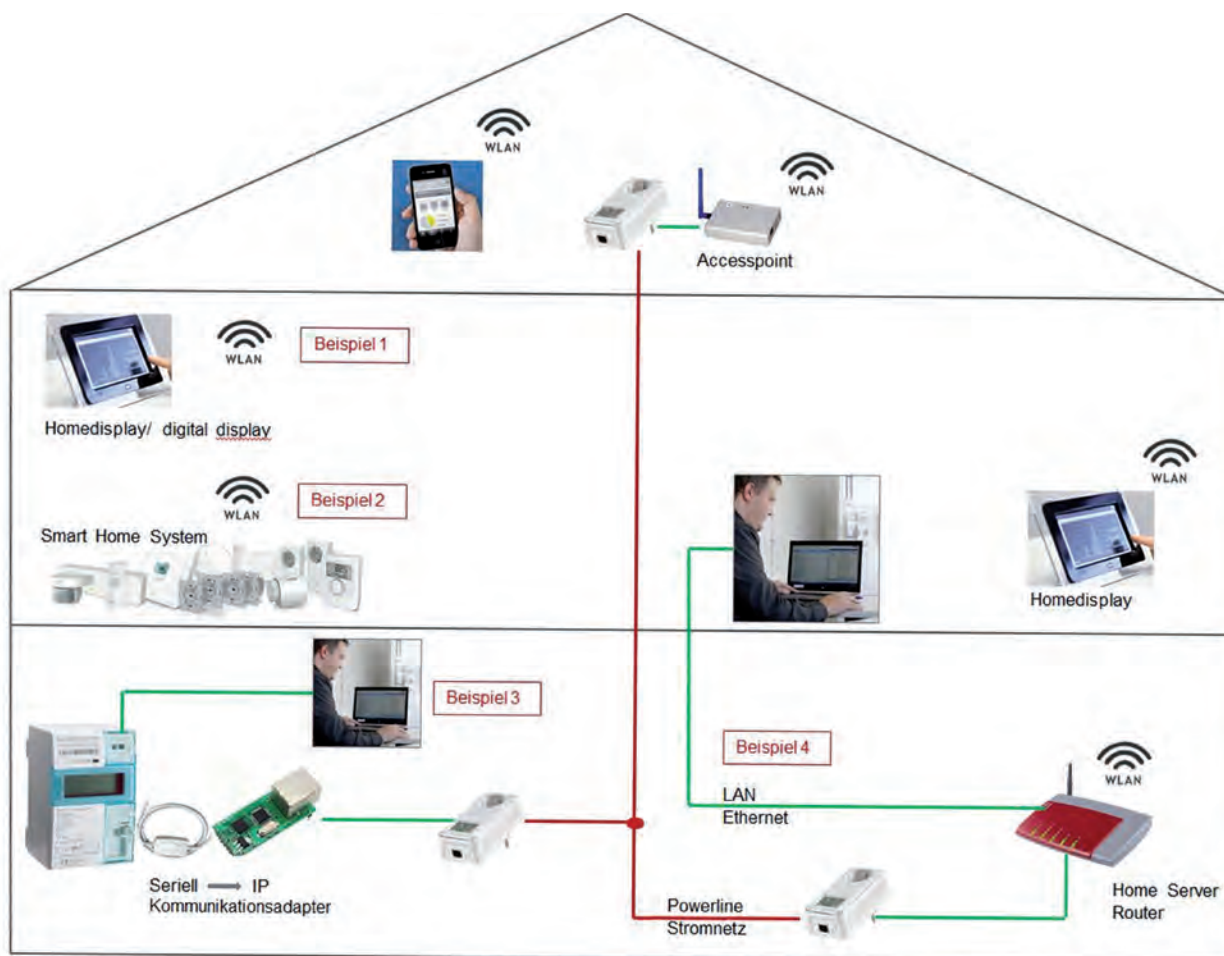 WLAN
WLAN
Accesspoint
WLAN
Beispiel 1
Homedisplay/ digital display
WLAN
Beispiel 2
Smart Home System
WLAN
Homedisplay
Beispiel 3
Beispiel 4
WLAN
LAN
Ethernet
Seriell → IP
Kommunikationsadapter
Powerline
Stromnetz
Home Server
Router